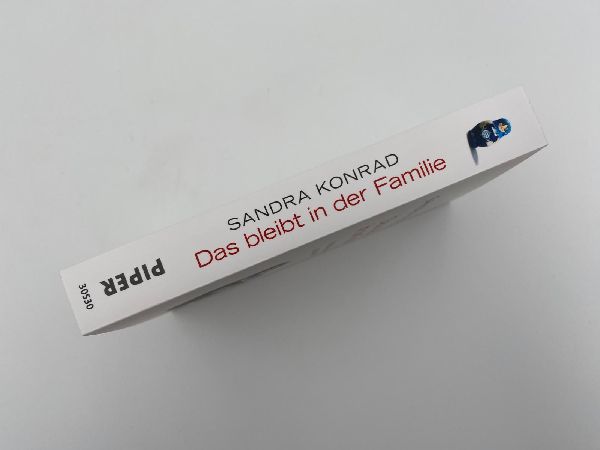 SANDRA KONRAD
Das bleibt in der Familie
PIPER
30530